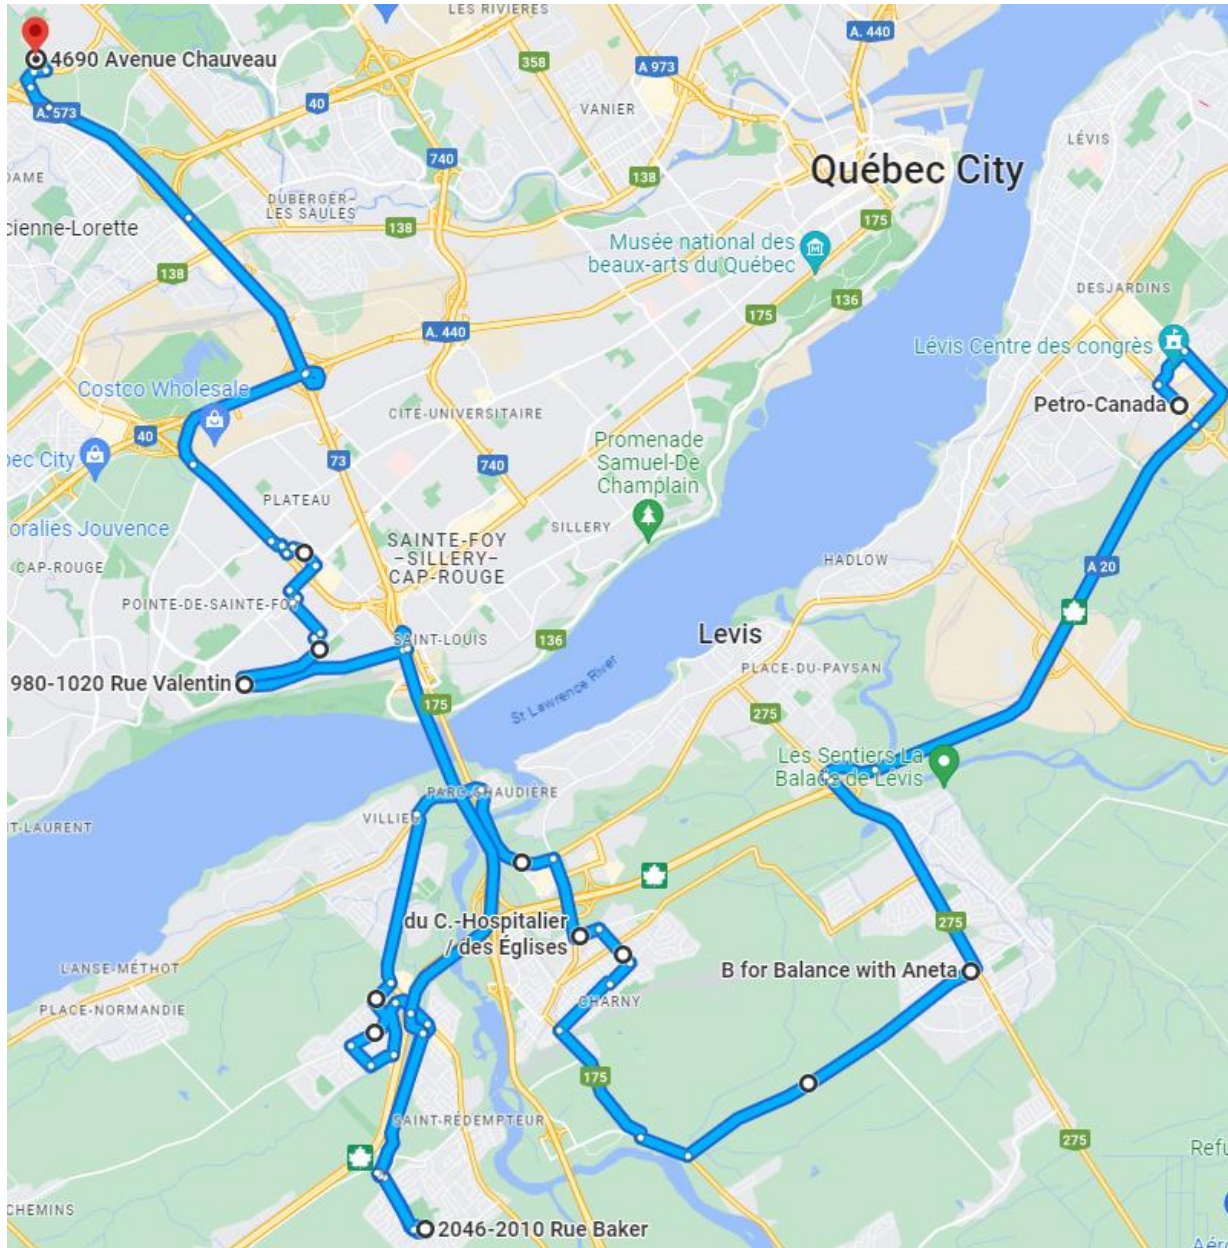 LES RIVIÈRES
A. 440
4690 Avenue Chauveau
358
A 973
40
A. 573
VANIER
LÉVIS
740
138
Québec City
DAME
DUBERGER-
LES SAULES
175
cienne-Lorette
138
Musée national des
beaux-arts du Québec
138
136
DESJARDINS
175
A. 440
Lévis Centre des congrès
Costco Wholesale
Petro-Canada
CITÉ-UNIVERSITAIRE
40
Promenade
Samuel-De
Champlain
bec City
73
740
PLATEAU
oralies Jouvence
SILLERY
SAINTE-FOY
-SILLERY-
CAP-ROUGE
HADLOW
CAP-ROUGE
A 20
POINTE-DE-SAINTE-FOY
SAINT-LOUIS
136
Levis
PLACE-DU-PAYSAN
980-1020 Rue Valentin
St Lawrence River
175
275
Les Sentiers La
Balade de Lévis
PARC-CHAUDIÈRE
VILLIEU
NT-LAURENT
du C.-Hospitalier
/ des Églises
275
LANSE-MÉTHOT
B for Balance with Aneta
PLACE-NORMANDIE
CHARNY
175
SAINT-RÉDEMPTEUR
275
Refu
CHEMINS
2046-2010 Rue Baker
Aér